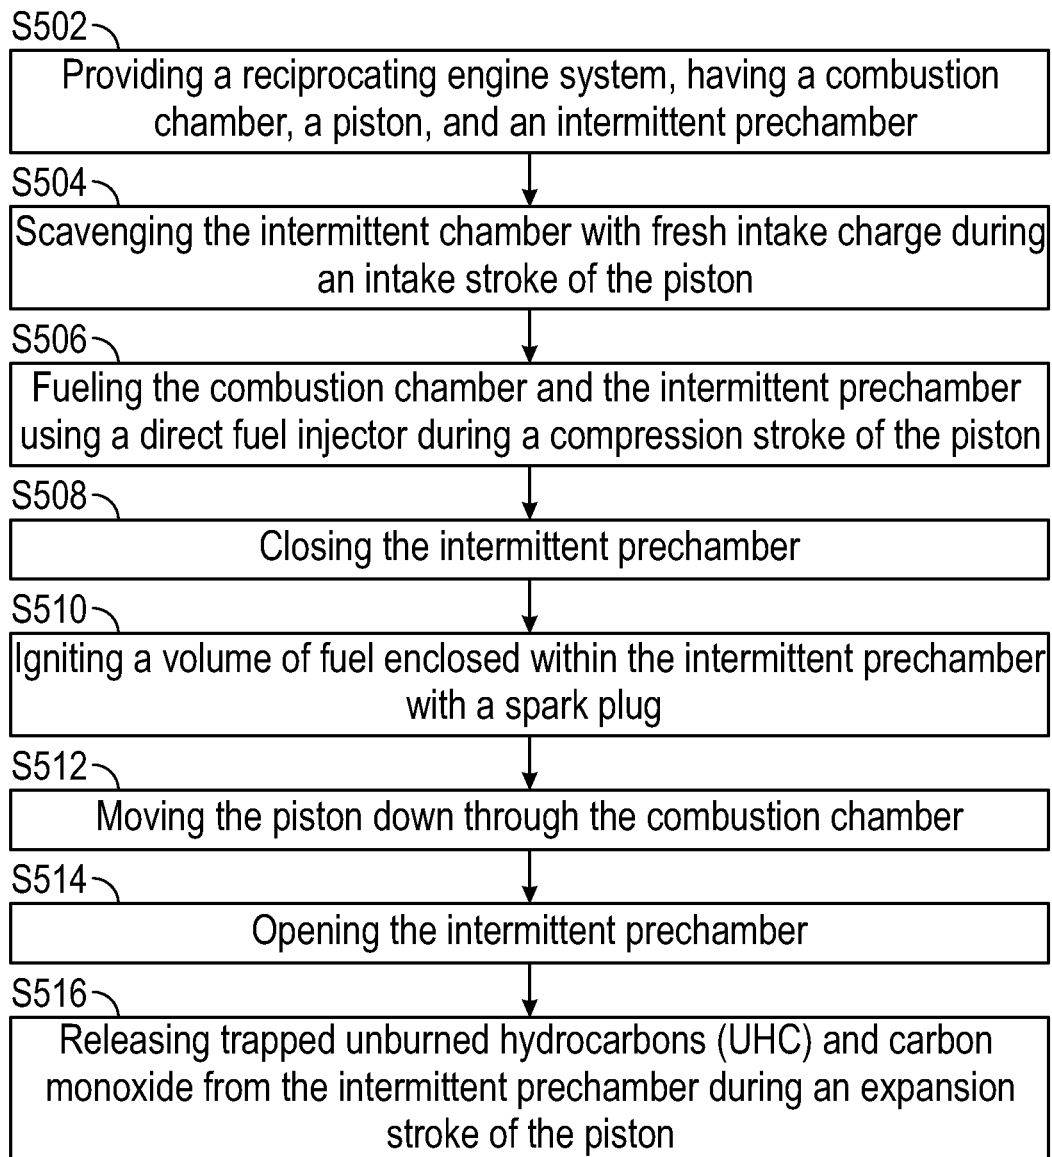 S502
Providing a reciprocating engine system, having a combustion
chamber, a piston, and an intermittent prechamber
S504
Scavenging the intermittent chamber with fresh intake charge during
an intake stroke of the piston
S506
Fueling the combustion chamber and the intermittent prechamber
using a direct fuel injector during a compression stroke of the piston
S508
Closing the intermittent prechamber
S510
Igniting a volume of fuel enclosed within the intermittent prechamber
with a spark plug
S512
Moving the piston down through the combustion chamber
S514
Opening the intermittent prechamber
S516
Releasing trapped unburned hydrocarbons (UHC) and carbon
monoxide from the intermittent prechamber during an expansion
stroke of the piston